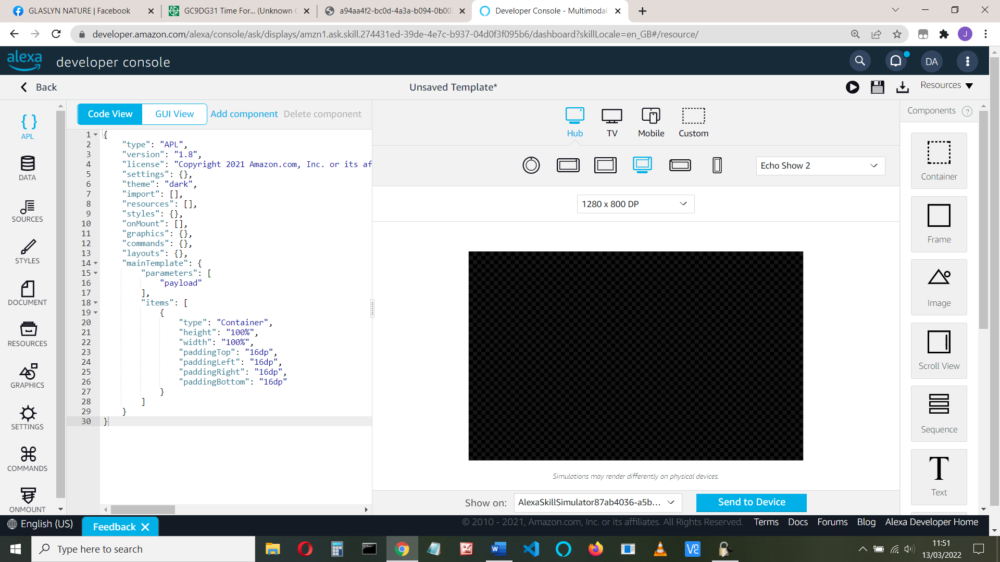 GLASLYN NATURE | Facebook
GC9DG31 Time For... (Unknown
a94aa4f2-bc0d-4a3a-b094-0b00
Developer Console - Multimodal
developer.amazon.com/alexa/console/ask/displays/amzn1.ask.skill.274431ed-39de-4e7c-b937-04d0f3f095b6/dashboard?skillLocale=en_GB#/resource/
J
alexa developer console
DA
Back
Unsaved Template*
Resources
APL
DATA
SOURCES
STYLES
DOCUMENT
RESOURCES
GRAPHICS
SETTINGS
COMMANDS
ONMOUNT
Code View GUI View Add component Delete component
1 {
2 "type": "APL",
3 "version": "1.8",
4 "license": "Copyright 2021 Amazon.com, Inc. or its af
5 "settings": {},
6 "theme": "dark",
7 "import": [],
8 "resources": [],
9 "styles": {},
10 "onMount": [],
11 "graphics": {},
12 "commands": {},
13 "layouts": {},
14 "mainTemplate": {
15 "parameters": [
16 "payload"
17 ],
18 "items": [
19 {
20 "type": "Container",
21 "height": "100%",
22 "width": "100%",
23 "paddingTop": "16dp",
24 "paddingLeft": "16dp",
25 "paddingRight": "16dp",
26 "paddingBottom": "16dp"
27 }
28 ]
29 }
30 }
Hub TV Mobile Custom
Echo Show 2
1280 x 800 DP
Simulations may render differently on physical devices.
Show on: AlexaSkillSimulator87ab4036-a5b... Send to Device
Components ?
Container
Frame
Image
Scroll View
Sequence
T
Text
English (US)
Feedback
© 2010 - 2021, Amazon.com, Inc. or its affiliates. All Rights Reserved. Terms Docs Forums Blog Alexa Developer Home
Type here to search
11:51
13/03/2022